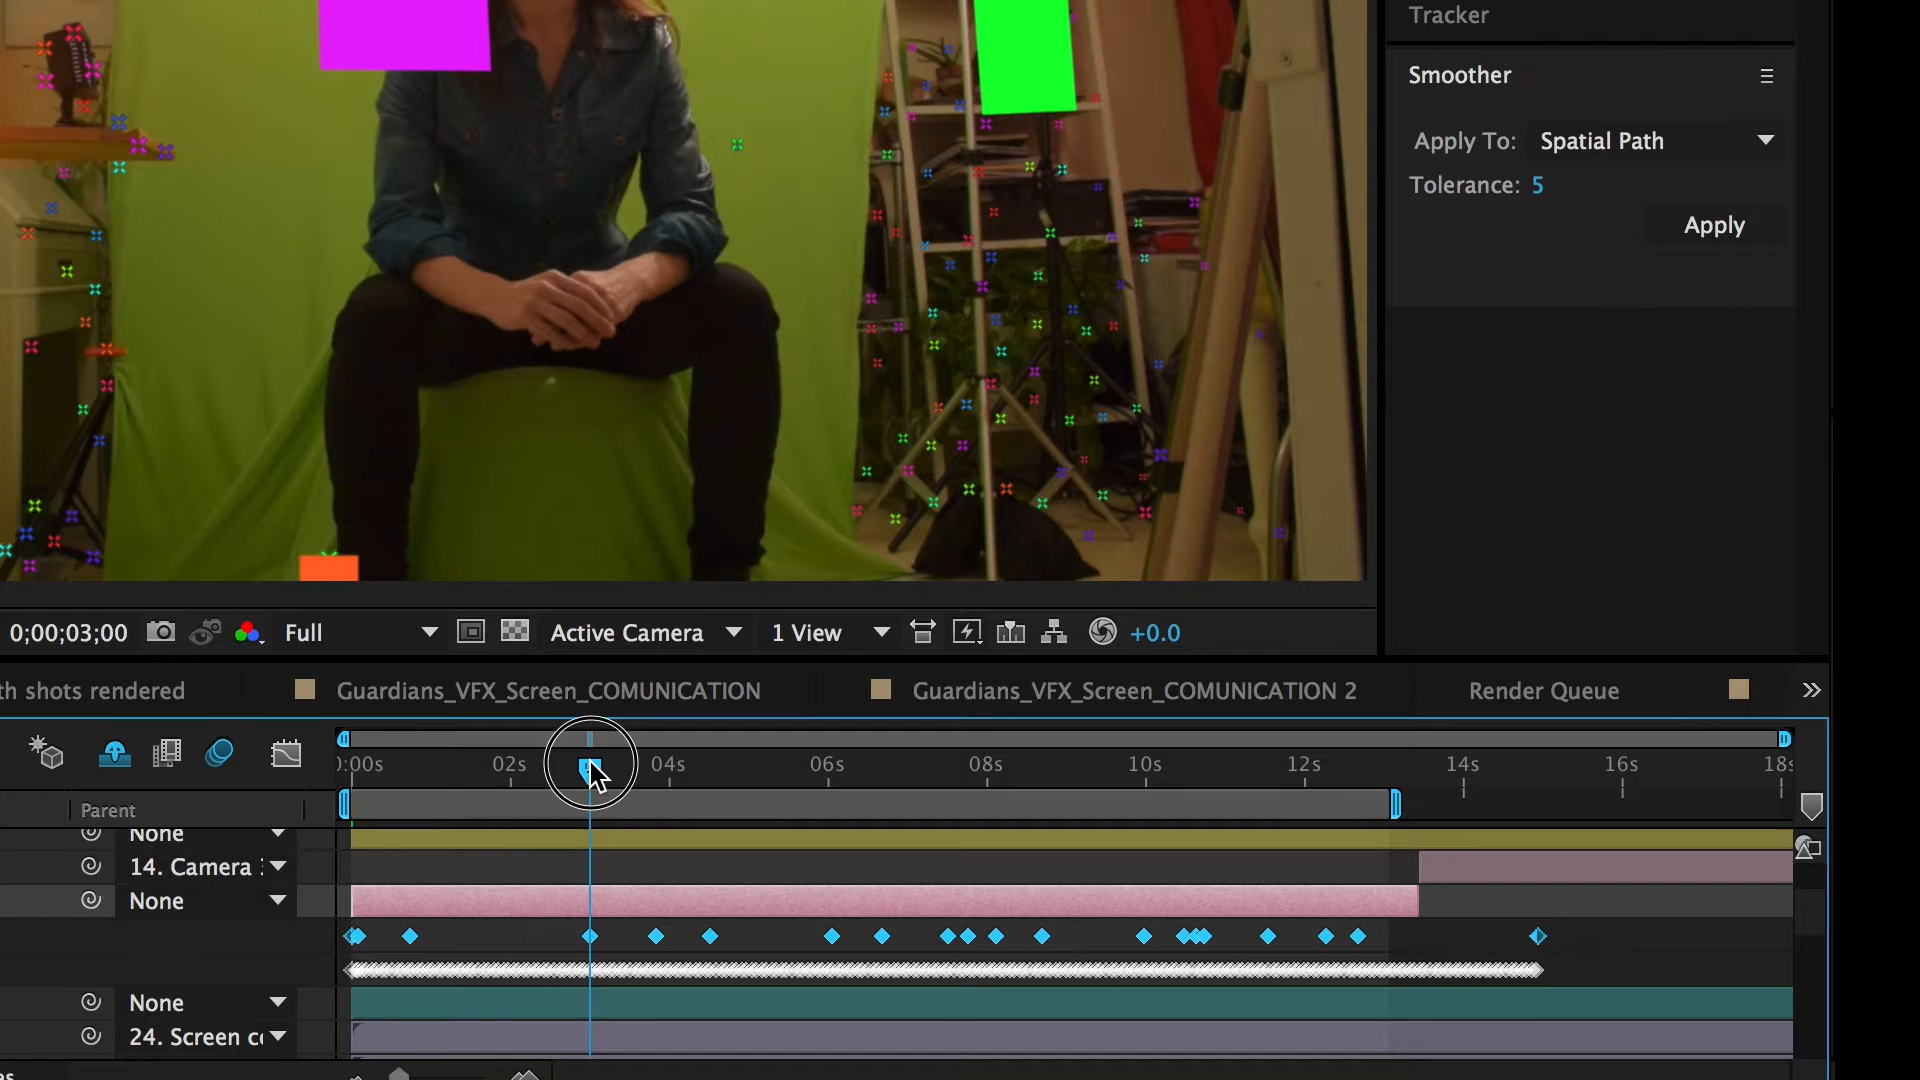 Tracker
Smoother
Apply To: Spatial Path
Tolerance: 5
Apply
0;00;03;00 Full Active Camera 1 View +0.0
th shots rendered Guardians_VFX_Screen_COMUNICATION Guardians_VFX_Screen_COMUNICATION 2 Render Queue
0:00s 02s 04s 06s 08s 10s 12s 14s 16s 18s
Parent
None
14. Camera
None
None
24. Screen c
es